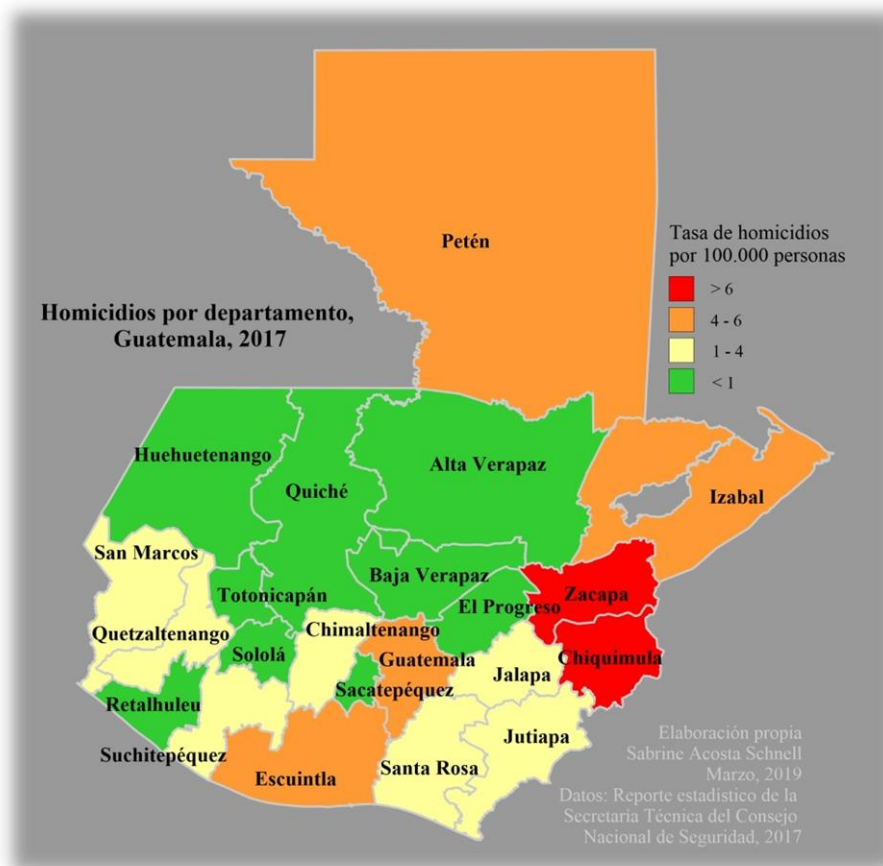 Petén
Tasa de homicidios
por 100.000 personas
> 6
4 - 6
1 - 4
< 1
Homicidios por departamento,
Guatemala, 2017
Huehuetenango
Quiché
Alta Verapaz
Izabal
San Marcos
Totonicapán
Baja Verapaz
El Progreso
Zacapa
Quetzaltenango
Sololá
Chimaltenango
Guatemala
Sacatepéquez
Jalapa
Chiquimula
Retalhuleu
Suchitepéquez
Escuintla
Santa Rosa
Jutiapa
Elaboración propia
Sabrine Acosta Schnell
Marzo, 2019
Datos: Reporte estadístico de la
Secretaria Técnica del Consejo
Nacional de Seguridad, 2017